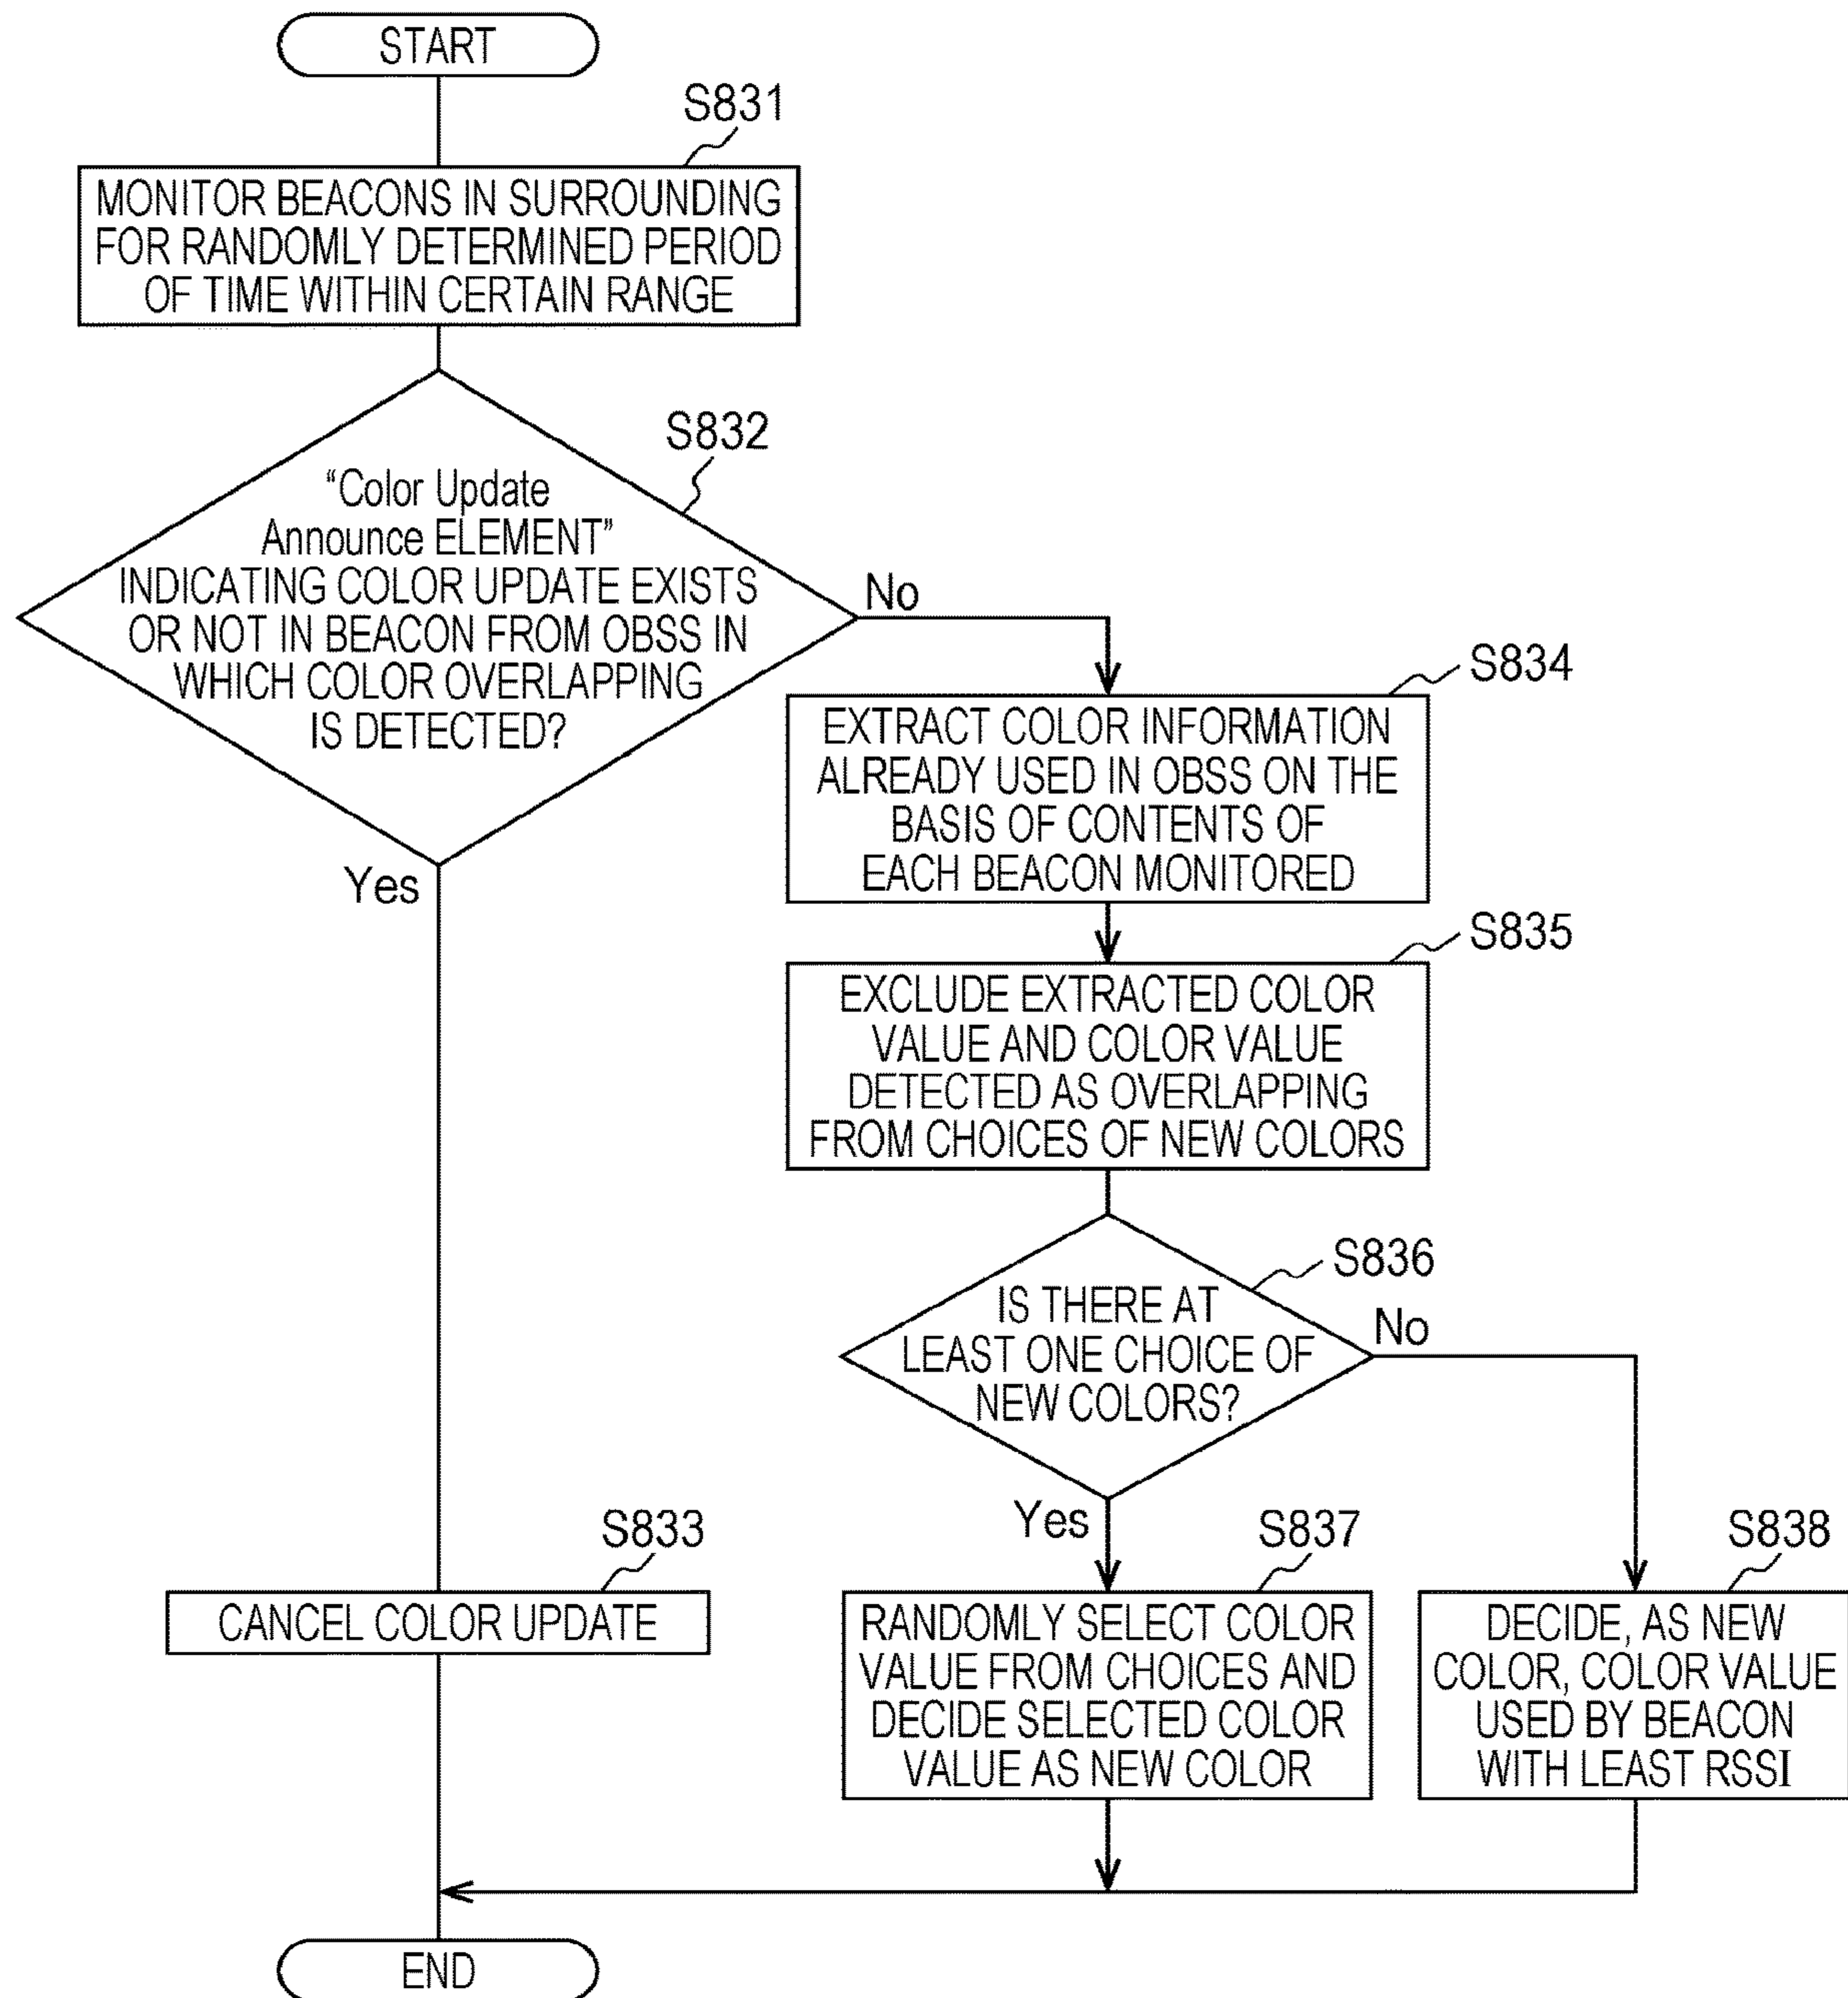 START
S831
MONITOR BEACONS IN SURROUNDING
FOR RANDOMLY DETERMINED PERIOD
OF TIME WITHIN CERTAIN RANGE
S832
“Color Update
Announce ELEMENT”
INDICATING COLOR UPDATE EXISTS
OR NOT IN BEACON FROM OBSS IN
WHICH COLOR OVERLAPPING
IS DETECTED?
No
Yes
S834
EXTRACT COLOR INFORMATION
ALREADY USED IN OBSS ON THE
BASIS OF CONTENTS OF
EACH BEACON MONITORED
S835
EXCLUDE EXTRACTED COLOR
VALUE AND COLOR VALUE
DETECTED AS OVERLAPPING
FROM CHOICES OF NEW COLORS
S836
IS THERE AT
LEAST ONE CHOICE OF
NEW COLORS?
No
Yes
S833
CANCEL COLOR UPDATE
S837
RANDOMLY SELECT COLOR
VALUE FROM CHOICES AND
DECIDE SELECTED COLOR
VALUE AS NEW COLOR
S838
DECIDE, AS NEW
COLOR, COLOR VALUE
USED BY BEACON
WITH LEAST RSSI
END